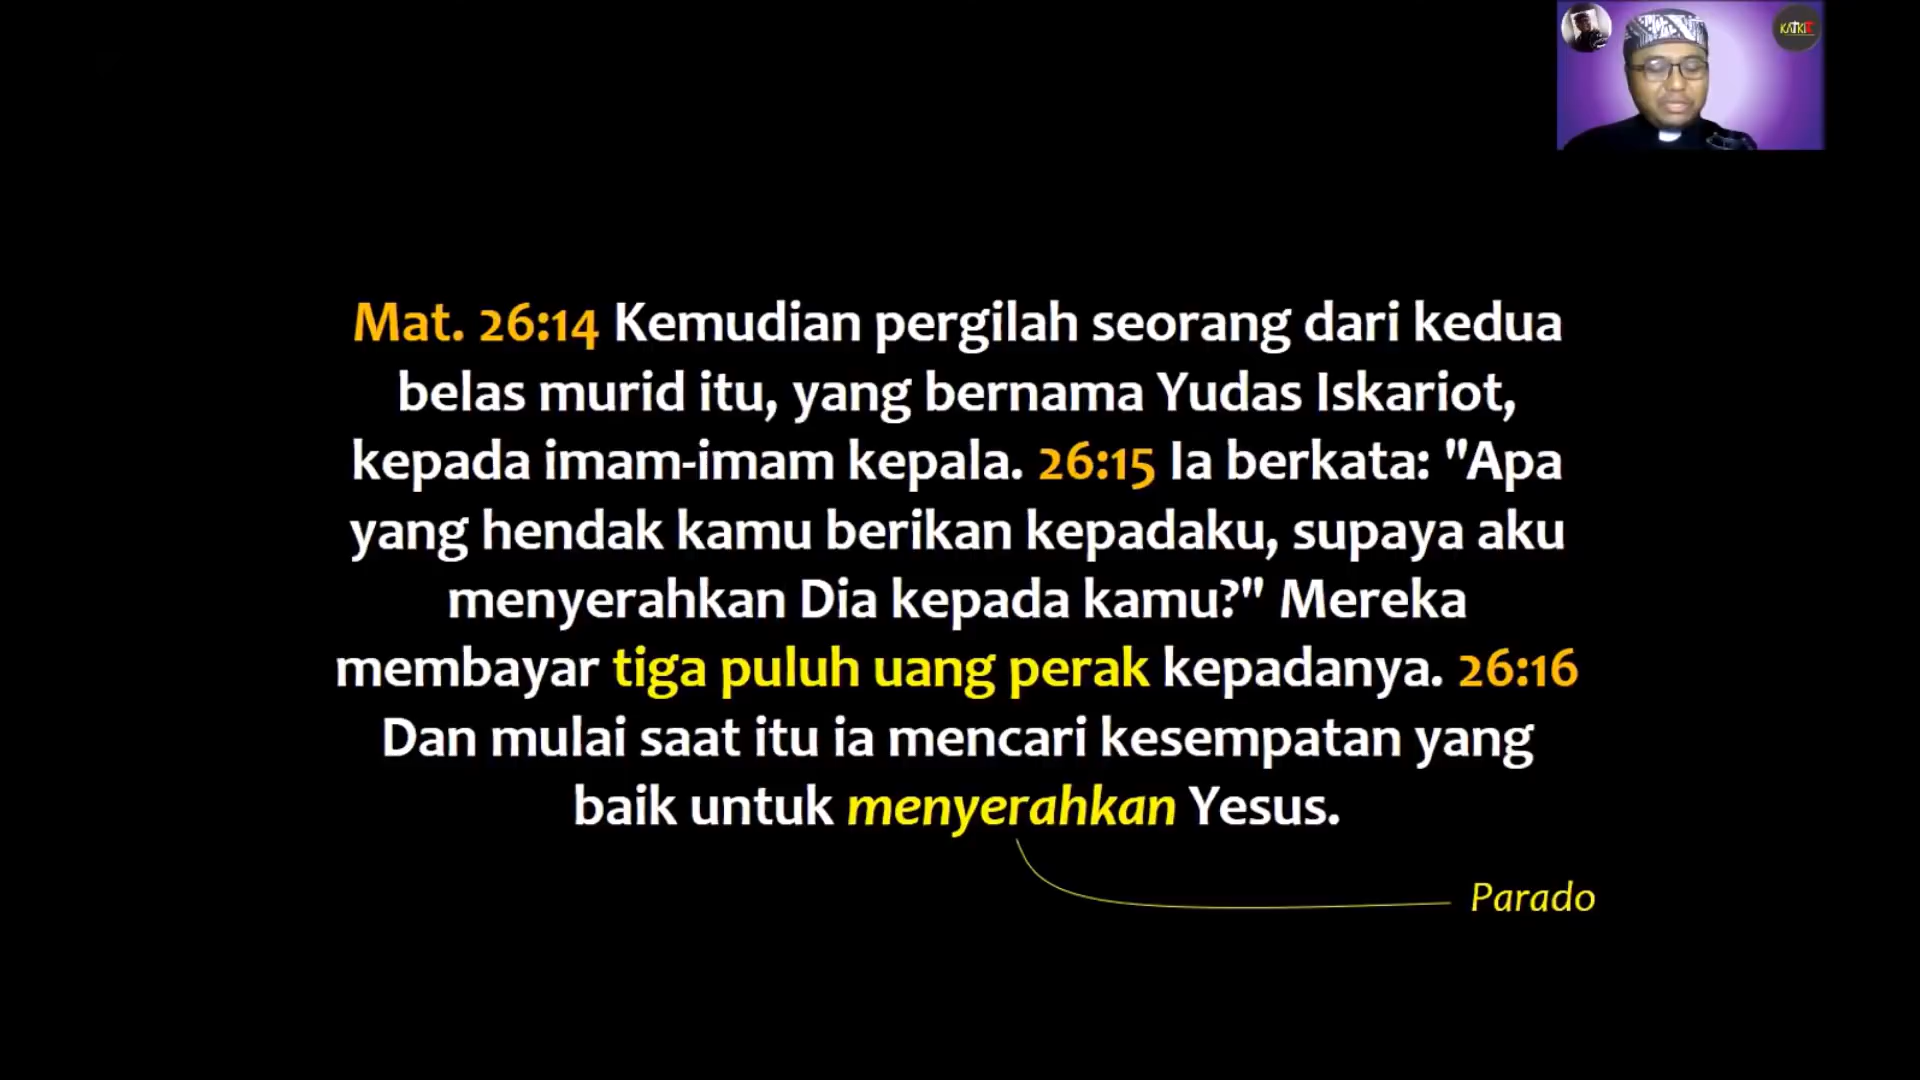 KATKIT
Mat. 26:14 Kemudian pergilah seorang dari kedua
belas murid itu, yang bernama Yudas Iskariot,
kepada imam-imam kepala. 26:15 Ia berkata: "Apa
yang hendak kamu berikan kepadaku, supaya aku
menyerahkan Dia kepada kamu?" Mereka
membayar tiga puluh uang perak kepadanya. 26:16
Dan mulai saat itu ia mencari kesempatan yang
baik untuk menyerahkan Yesus.
Parado